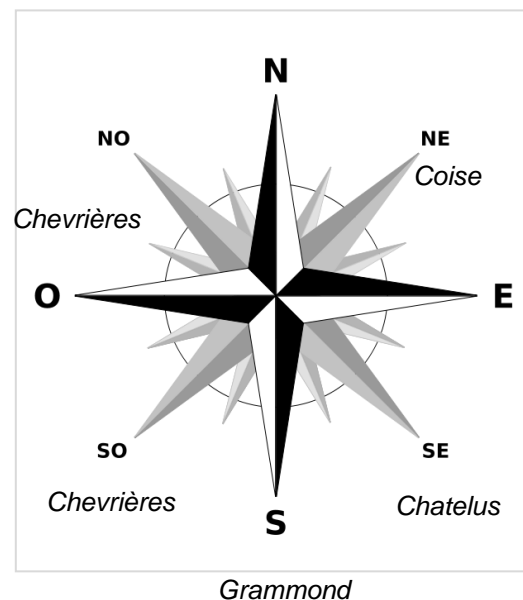 N
NO
NE
Coise
Chevrières
O
E
SO
SE
Chevrières
Chatelus
S
Grammond